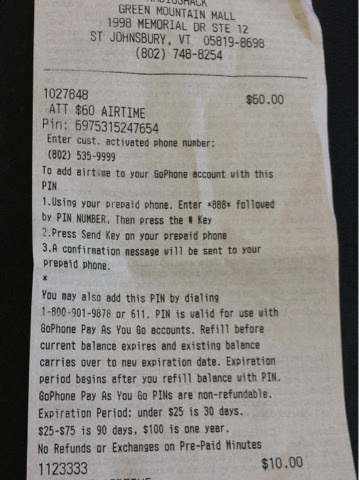 GREEN MOUNTAIN MALL
1998 MEMORIAL DR STE 12
ST JOHNSBURY, VT 05819-8698
(802) 748-8254
1027848 $60.00
ATT $60 AIRTIME
Pin: 6975315247654
Enter cust. activated phone number:
(802) 535-9999
To add airtime to your GoPhone account with this
PIN
1.Using your prepaid phone. Enter *888* followed
by PIN NUMBER. Then press the # Key
2.Press Send Key on your prepaid phone
3.A confirmation message will be sent to your
prepaid phone.
*
You may also add this PIN by dialing
1-800-901-9878 or 611. PIN is valid for use with
GoPhone Pay As You Go accounts. Refill before
current balance expires and existing balance
carries over to new expiration date. Expiration
period begins after you refill balance with PIN.
GoPhone Pay As You Go PINs are non-refundable.
Expiration Period: under $25 is 30 days.
$25-$75 is 90 days, $100 is one year.
No Refunds or Exchanges on Pre-Paid Minutes
1123333 $10.00